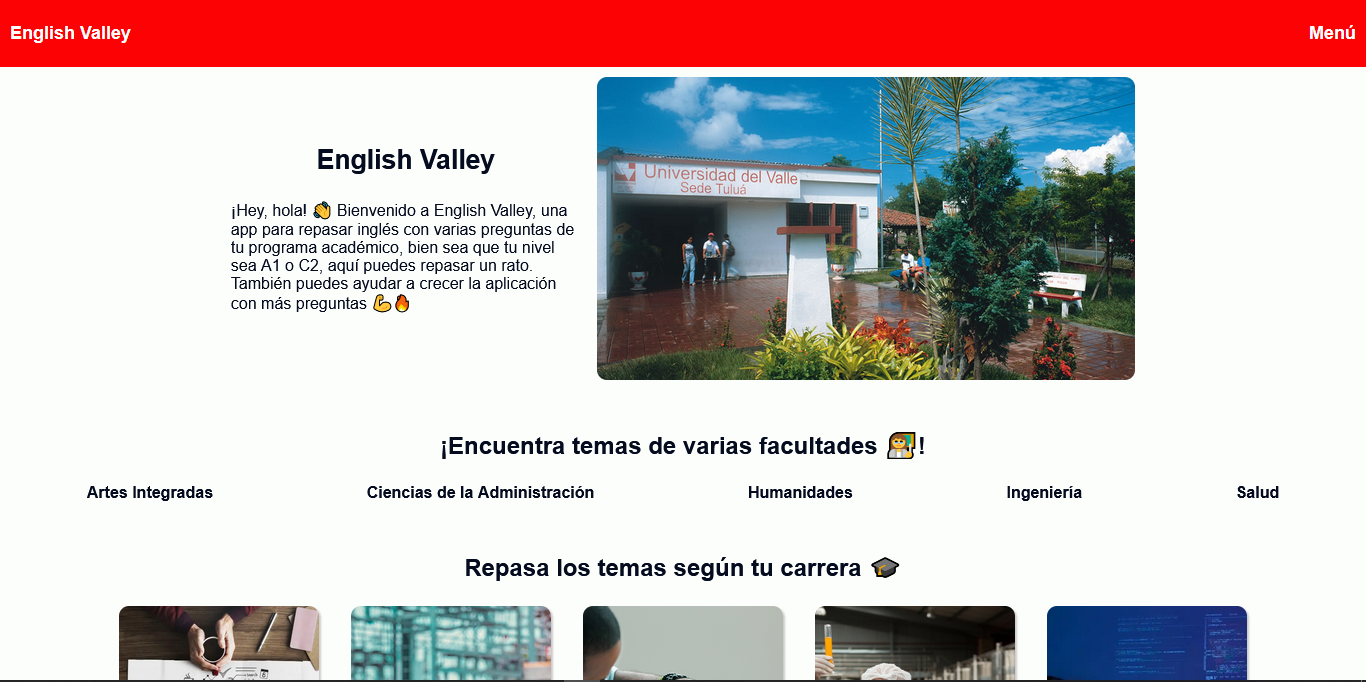 English Valley
Menú
English Valley
¡Hey, hola! 👏 Bienvenido a English Valley, una
app para repasar inglés con varias preguntas de
tu programa académico, bien sea que tu nivel
sea A1 o C2, aquí puedes repasar un rato.
También puedes ayudar a crecer la aplicación
con más preguntas 💪🔥
Universidad del Valle
Sede Tuluá
¡Encuentra temas de varias facultades 👩‍🏫!
Artes Integradas
Ciencias de la Administración
Humanidades
Ingeniería
Salud
Repasa los temas según tu carrera 🎓